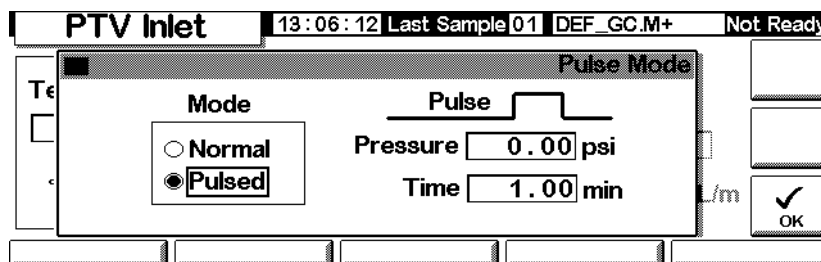 PTV Inlet 13:06:12 Last Sample 01 DEF_GC.M+ Not Ready
Pulse Mode
Te
Mode Pulse
Normal Pressure 0.00 psi
Pulsed Time 1.00 min
L/m
OK